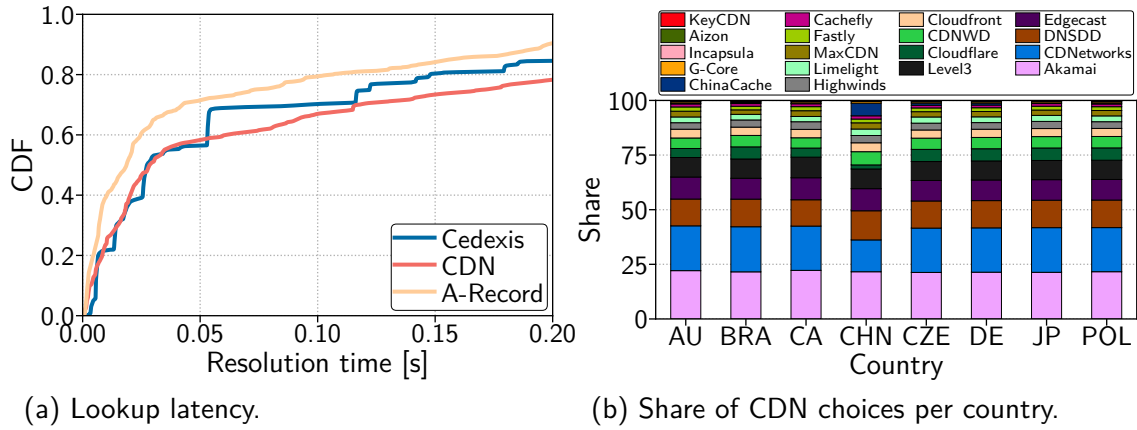 1.0
0.8
0.6
0.4
0.2
0.0
CDF
0.00 0.05 0.10 0.15 0.20
Resolution time [s]
Cedexis
CDN
A-Record
(a) Lookup latency.
KeyCDN Cachefly Cloudfront Edgecast
Aizon Fastly CDNWD DNSDD
Incapsula MaxCDN Cloudflare CDNetworks
G-Core Limelight Level3 Akamai
ChinaCache Highwinds
100
75
50
25
0
Share
AU BRA CA CHN CZE DE JP POL
Country
(b) Share of CDN choices per country.